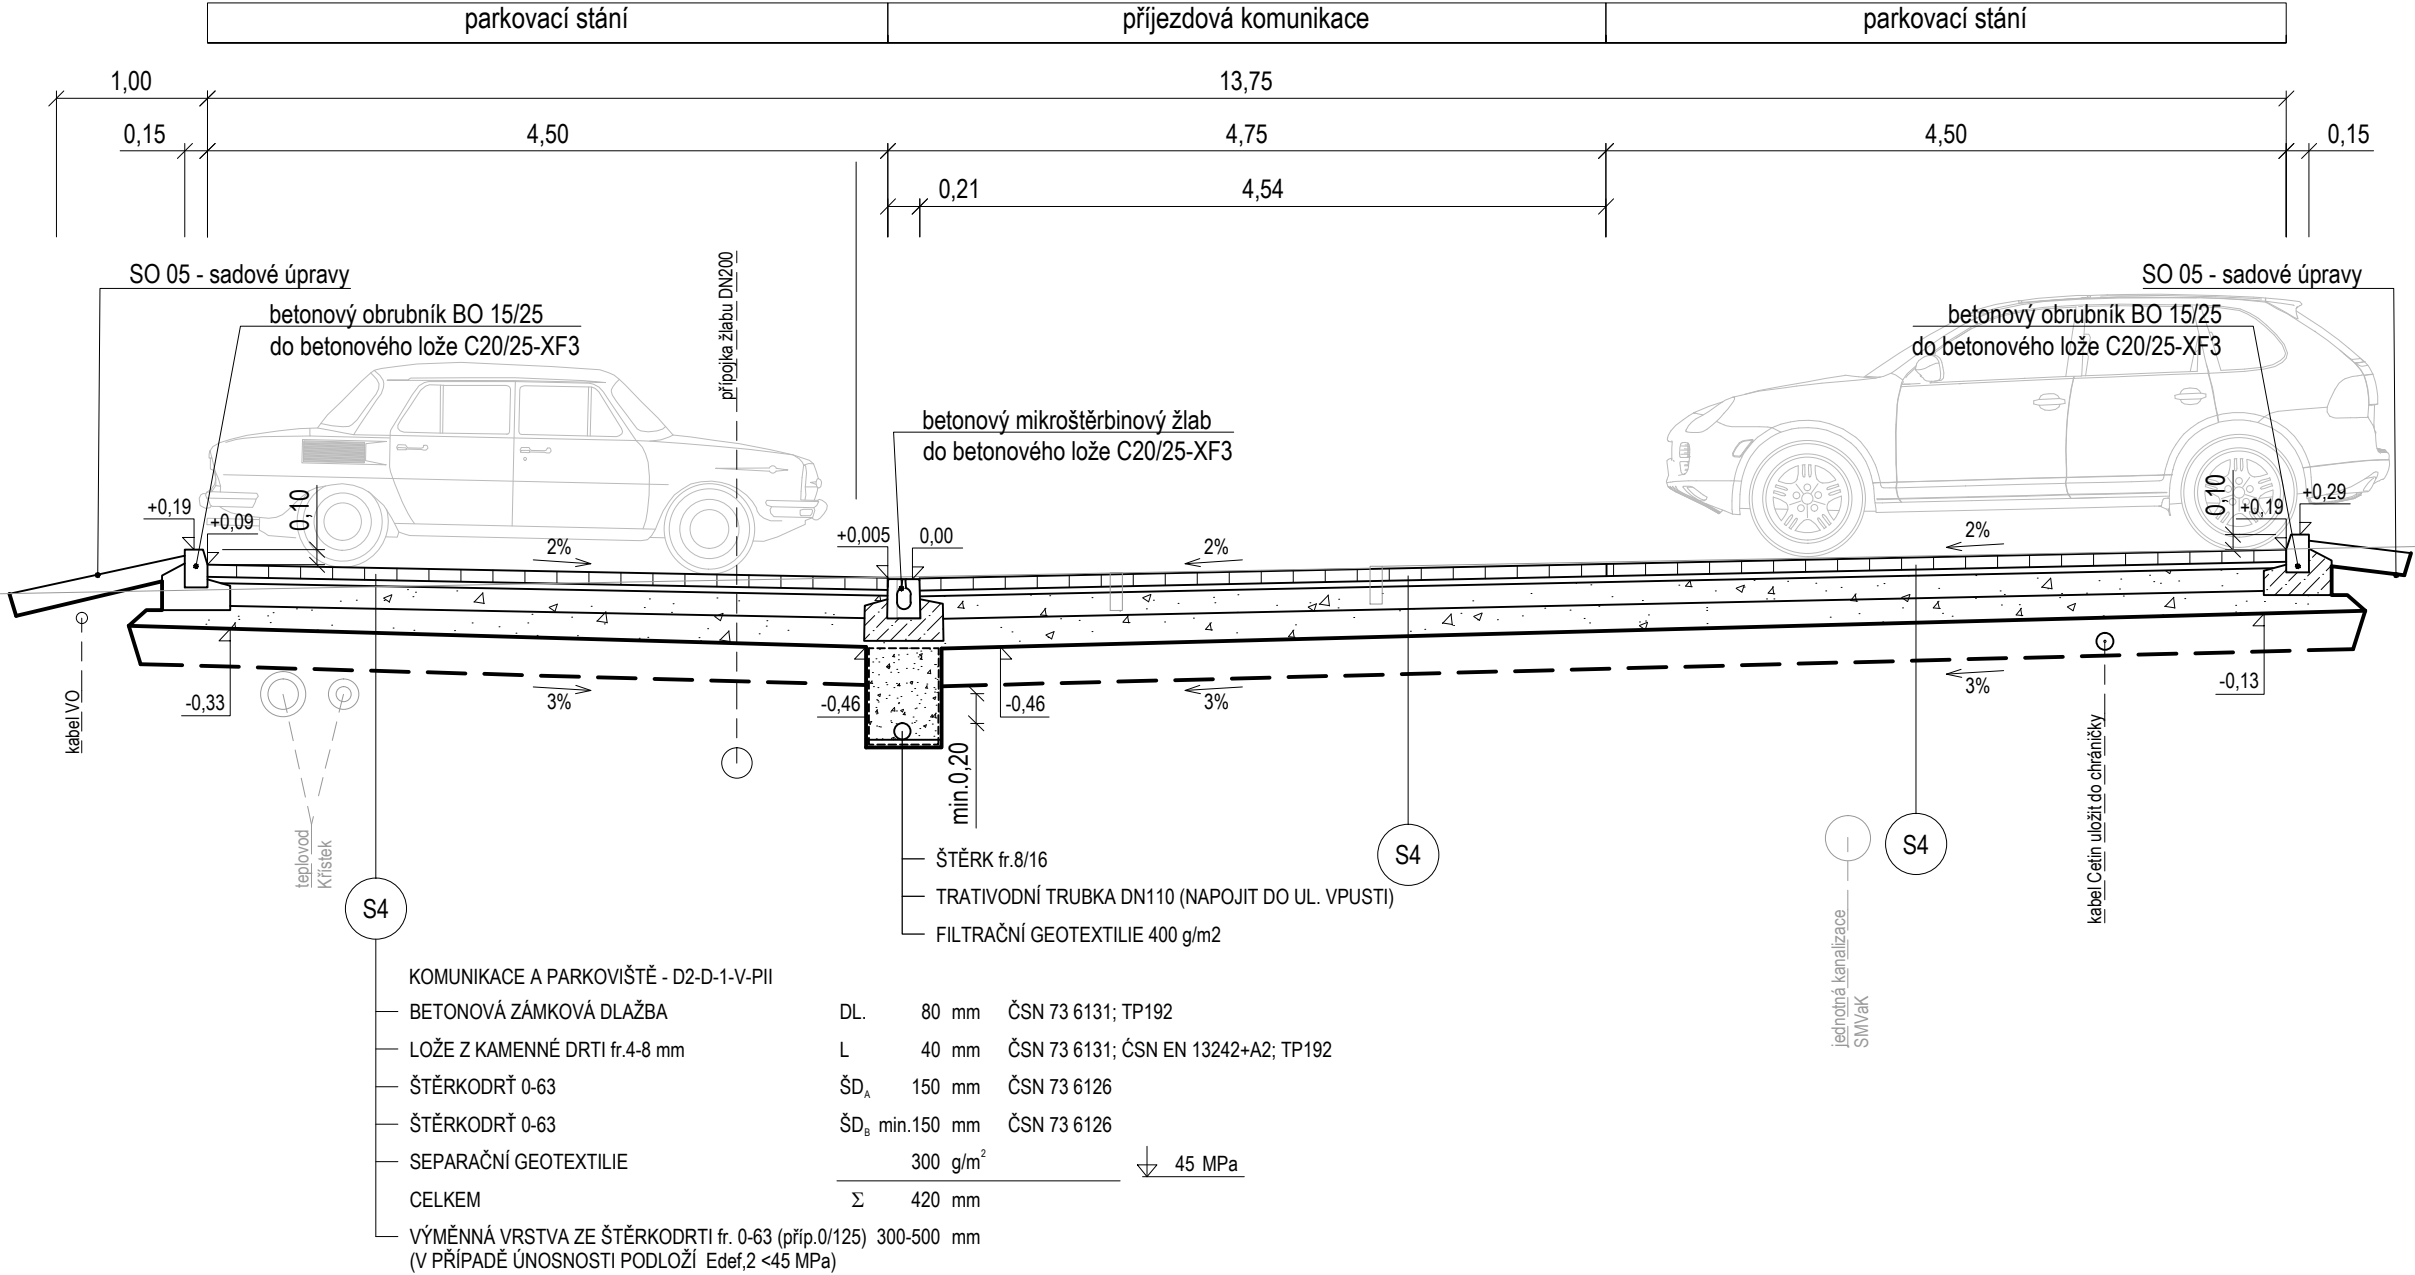 parkovací stání příjezdová komunikace parkovací stání
1,00 13,75
0,15 4,50 4,75 4,50 0,15
0,21 4,54
SO 05 - sadové úpravy
betonový obrubník BO 15/25
do betonového lože C20/25-XF3
přípojka žlabu DN200
SO 05 - sadové úpravy
betonový obrubník BO 15/25
do betonového lože C20/25-XF3
betonový mikroštěrbinový žlab
do betonového lože C20/25-XF3
+0,19
+0,09
0,10
2%
+0,005
0,00
2%
2%
0,10
+0,19
+0,29
kabel VO
-0,33
3%
-0,46
-0,46
3%
3%
-0,13
min.0,20
teplovod
Křístek
kabel Cetin uložit do chráničky
jednotná kanalizace
SMVaK
S4
S4
S4
ŠTĚRK fr.8/16
TRATIVODNÍ TRUBKA DN110 (NAPOJIT DO UL. VPUSTI)
FILTRAČNÍ GEOTEXTILIE 400 g/m2
KOMUNIKACE A PARKOVIŠTĚ - D2-D-1-V-PII
BETONOVÁ ZÁMKOVÁ DLAŽBA DL. 80 mm ČSN 73 6131; TP192
LOŽE Z KAMENNÉ DRTI fr.4-8 mm L 40 mm ČSN 73 6131; ĆSN EN 13242+A2; TP192
ŠTĚRKODRŤ 0-63 ŠDA 150 mm ČSN 73 6126
ŠTĚRKODRŤ 0-63 ŠDB min.150 mm ČSN 73 6126
SEPARAČNÍ GEOTEXTILIE 300 g/m² 45 MPa
CELKEM Σ 420 mm
VÝMĚNNÁ VRSTVA ZE ŠTĚRKODRTI fr. 0-63 (příp.0/125) 300-500 mm
(V PŘÍPADĚ ÚNOSNOSTI PODLOŽÍ Edef,2 <45 MPa)